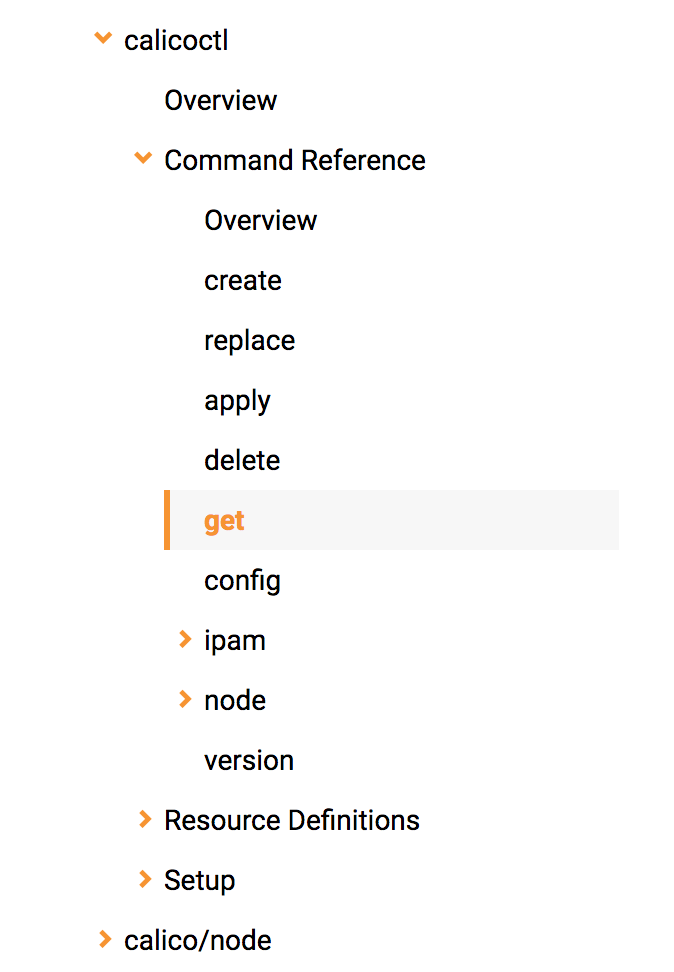 calicoctl
Overview
Command Reference
Overview
create
replace
apply
delete
get
config
ipam
node
version
Resource Definitions
Setup
calico/node